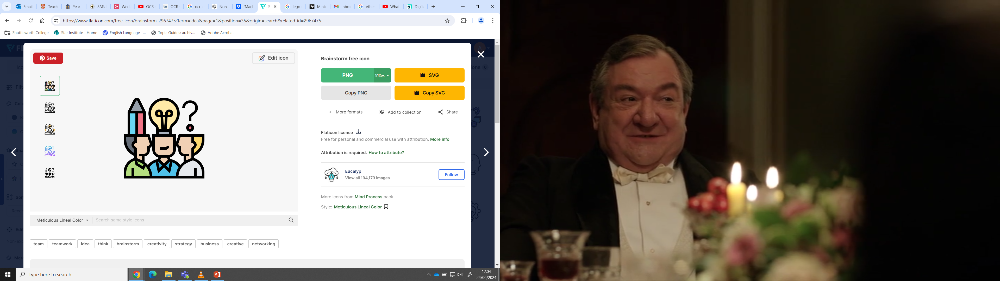 Email
Teach
Year
SATs
Wedu
OCR
OCR
ocr le
Non-
'Macb
S
lego
Minte
Inbox
ether
What
Digita
https://www.flaticon.com/free-icon/brainstorm_2967475?term=idea&page=1&position=35&origin=search&related_id=2967475
Shuttleworth College
Star Institute - Home
English Language –...
Topic Guides: archiv...
Adobe Acrobat
Save
Edit icon
Brainstorm free icon
PNG
512px
SVG
Copy PNG
Copy SVG
+ More formats
Add to collection
Share
Flaticon license
Free for personal and commercial use with attribution. More info
Attribution is required. How to attribute?
Eucalyp
View all 194,173 images
Follow
More icons from Mind Process pack
Style: Meticulous Lineal Color
Meticulous Lineal Color
Search same style icons
team
teamwork
idea
think
brainstorm
creativity
strategy
business
creative
networking
Type here to search
12:04
24/06/2024